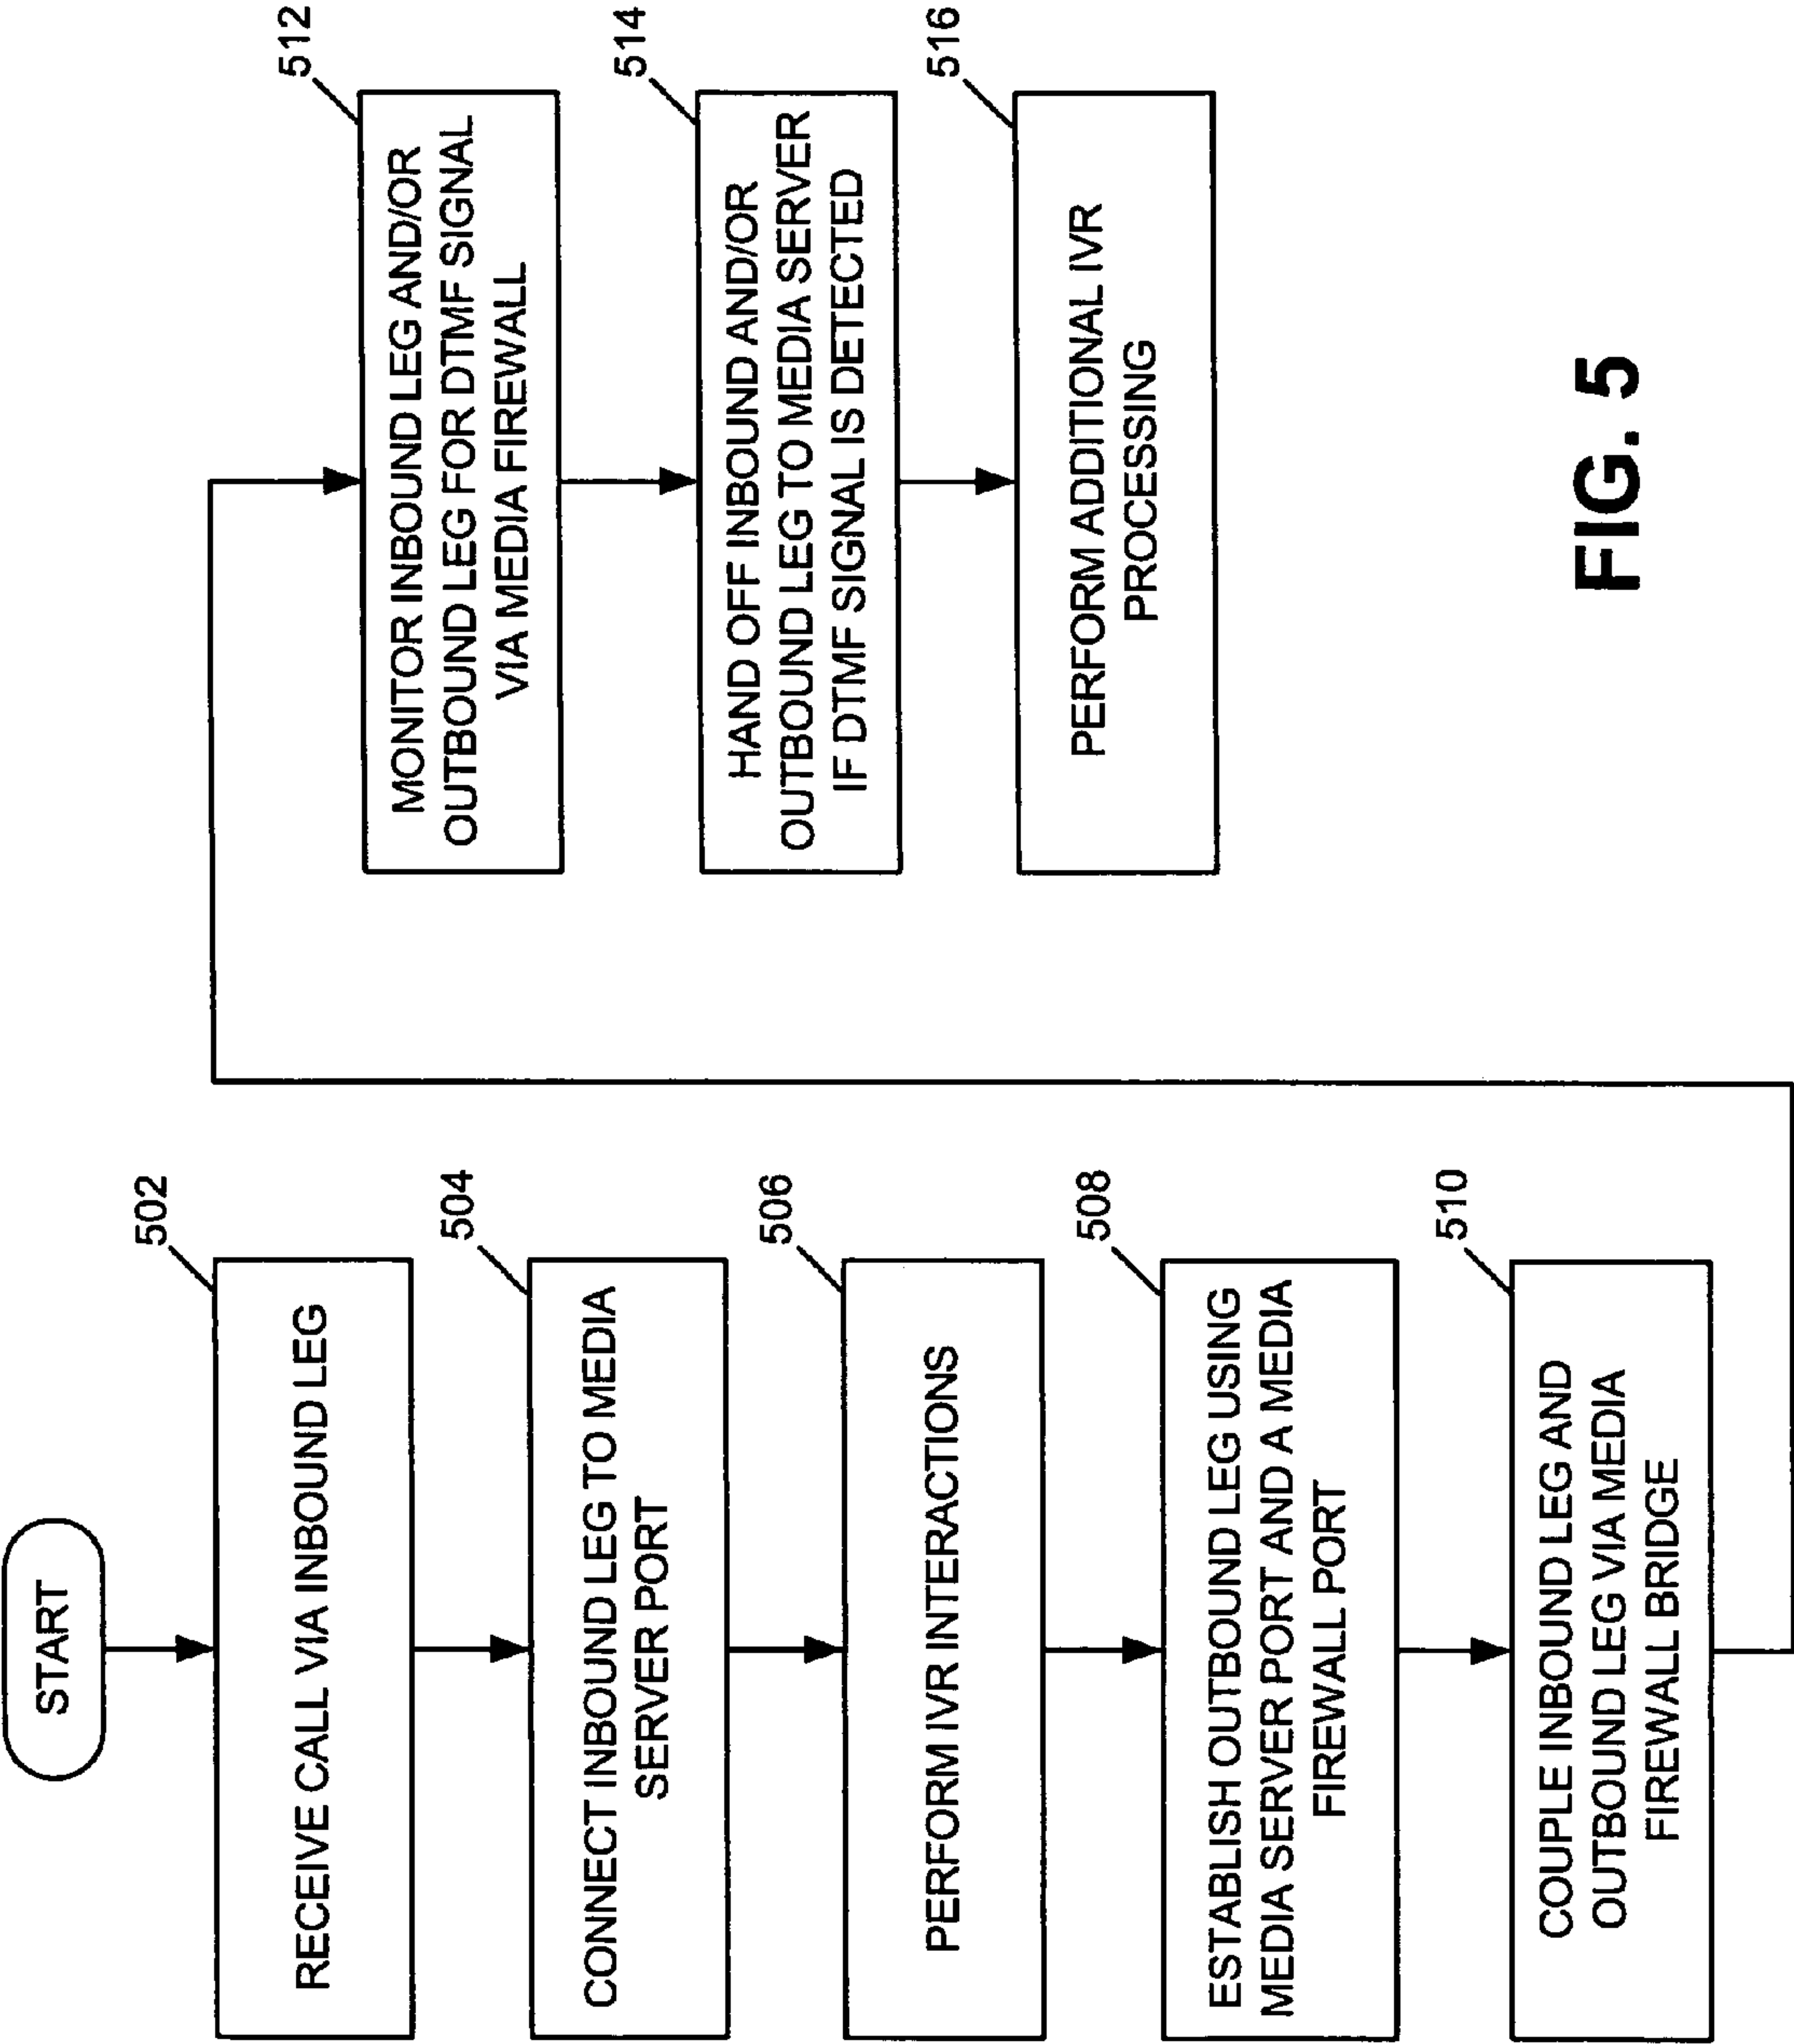 START
502
RECEIVE CALL VIA INBOUND LEG
504
CONNECT INBOUND LEG TO MEDIA
SERVER PORT
506
PERFORM IVR INTERACTIONS
508
ESTABLISH OUTBOUND LEG USING
MEDIA SERVER PORT AND A MEDIA
FIREWALL PORT
510
COUPLE INBOUND LEG AND
OUTBOUND LEG VIA MEDIA
FIREWALL BRIDGE
512
MONITOR INBOUND LEG AND/OR
OUTBOUND LEG FOR DTMF SIGNAL
VIA MEDIA FIREWALL
514
HAND OFF INBOUND AND/OR
OUTBOUND LEG TO MEDIA SERVER
IF DTMF SIGNAL IS DETECTED
516
PERFORM ADDITIONAL IVR
PROCESSING
FIG. 5